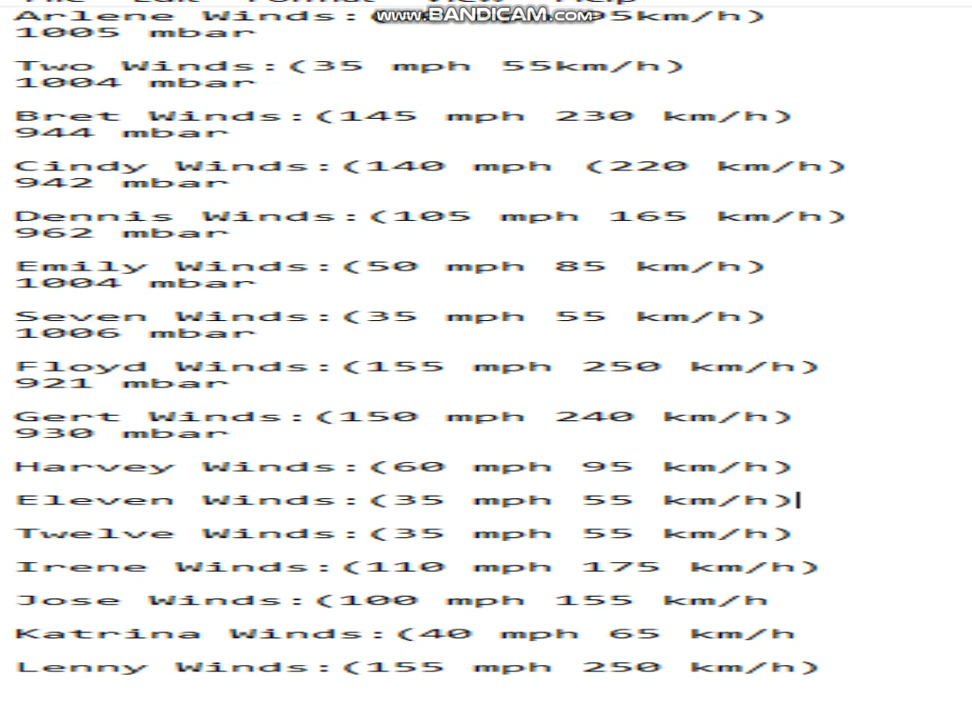 Arlene Winds:( 95km/h)
www.BANDICAM.com
1005 mbar
Two Winds:(35 mph 55km/h)
1004 mbar
Bret Winds:(145 mph 230 km/h)
944 mbar
Cindy Winds:(140 mph (220 km/h)
942 mbar
Dennis Winds:(105 mph 165 km/h)
962 mbar
Emily Winds:(50 mph 85 km/h)
1004 mbar
Seven Winds:(35 mph 55 km/h)
1006 mbar
Floyd Winds:(155 mph 250 km/h)
921 mbar
Gert Winds:(150 mph 240 km/h)
930 mbar
Harvey Winds:(60 mph 95 km/h)
Eleven Winds:(35 mph 55 km/h)
Twelve Winds:(35 mph 55 km/h)
Irene Winds:(110 mph 175 km/h)
Jose Winds:(100 mph 155 km/h
Katrina Winds:(40 mph 65 km/h
Lenny Winds:(155 mph 250 km/h)